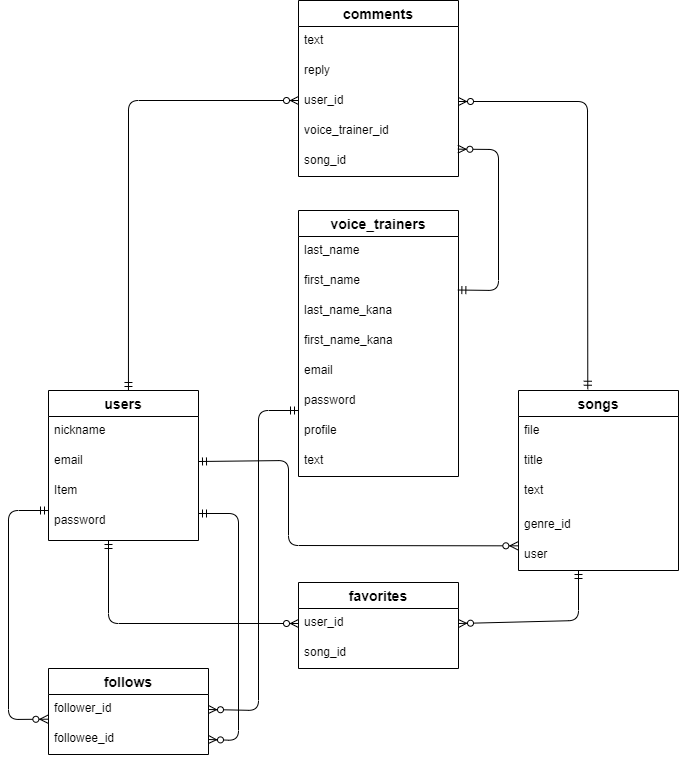 comments
text
reply
user_id
voice_trainer_id
song_id
voice_trainers
last_name
first_name
last_name_kana
first_name_kana
email
password
profile
text
users
nickname
email
Item
password
songs
file
title
text
genre_id
user
favorites
user_id
song_id
follows
follower_id
followee_id